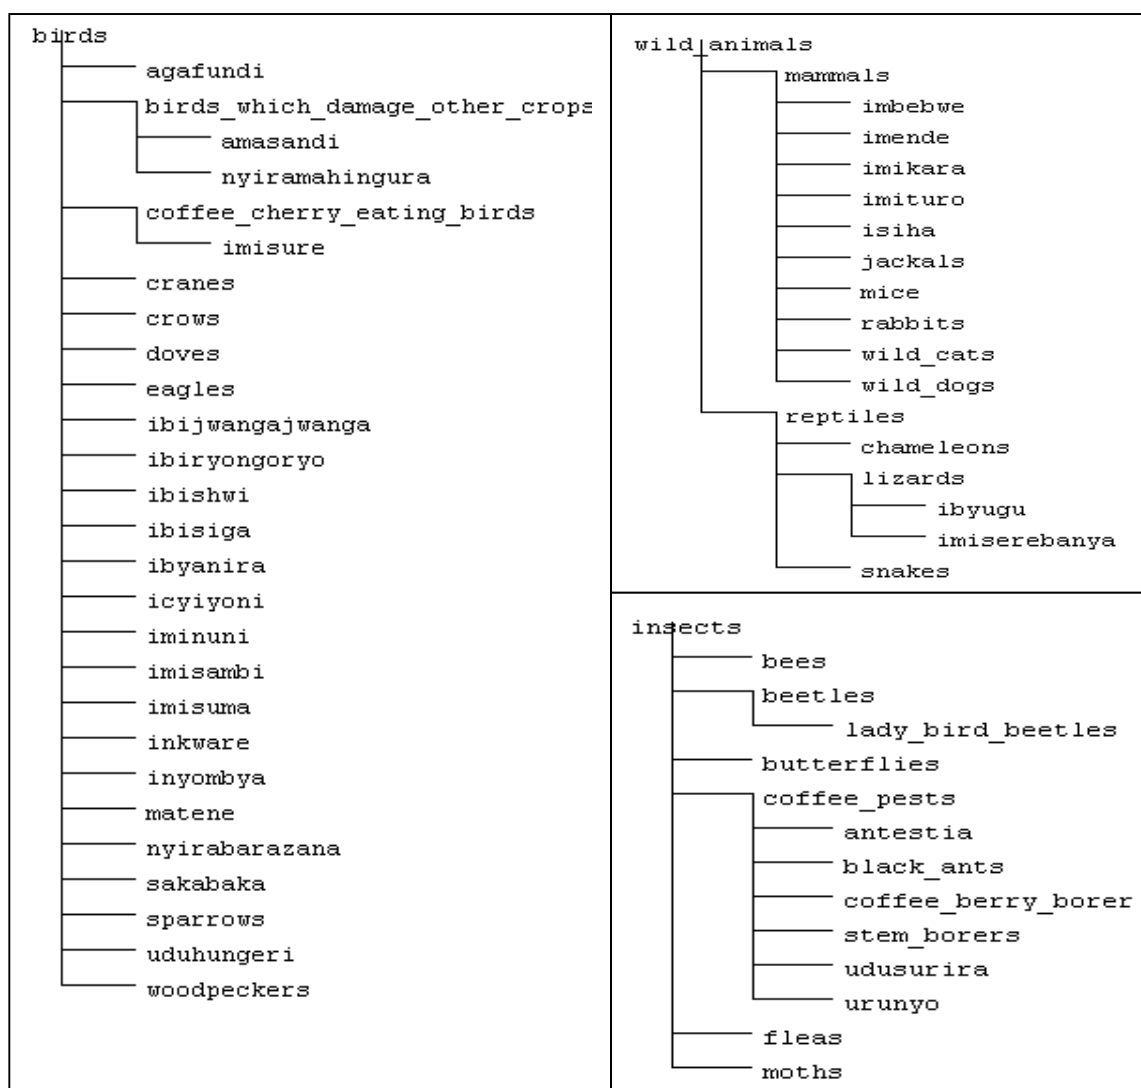 birds
agafundi
birds_which_damage_other_crops
amasandi
nyiramahingura
coffee_cherry_eating_birds
imisure
cranes
crows
doves
eagles
ibijwangajwanga
ibiryongoryo
ibishwi
ibisiga
ibyanira
icyiyoni
iminuni
imisambi
imisuma
inkware
inyombya
matene
nyirabarazana
sakabaka
sparrows
uduhungeri
woodpeckers
wild_animals
mammals
imbebwe
imende
imikara
imituro
isiha
jackals
mice
rabbits
wild_cats
wild_dogs
reptiles
chameleons
lizards
ibyugu
imiserebanya
snakes
insects
bees
beetles
lady_bird_beetles
butterflies
coffee_pests
antestia
black_ants
coffee_berry_borer
stem_borers
udusurira
urunyo
fleas
moths